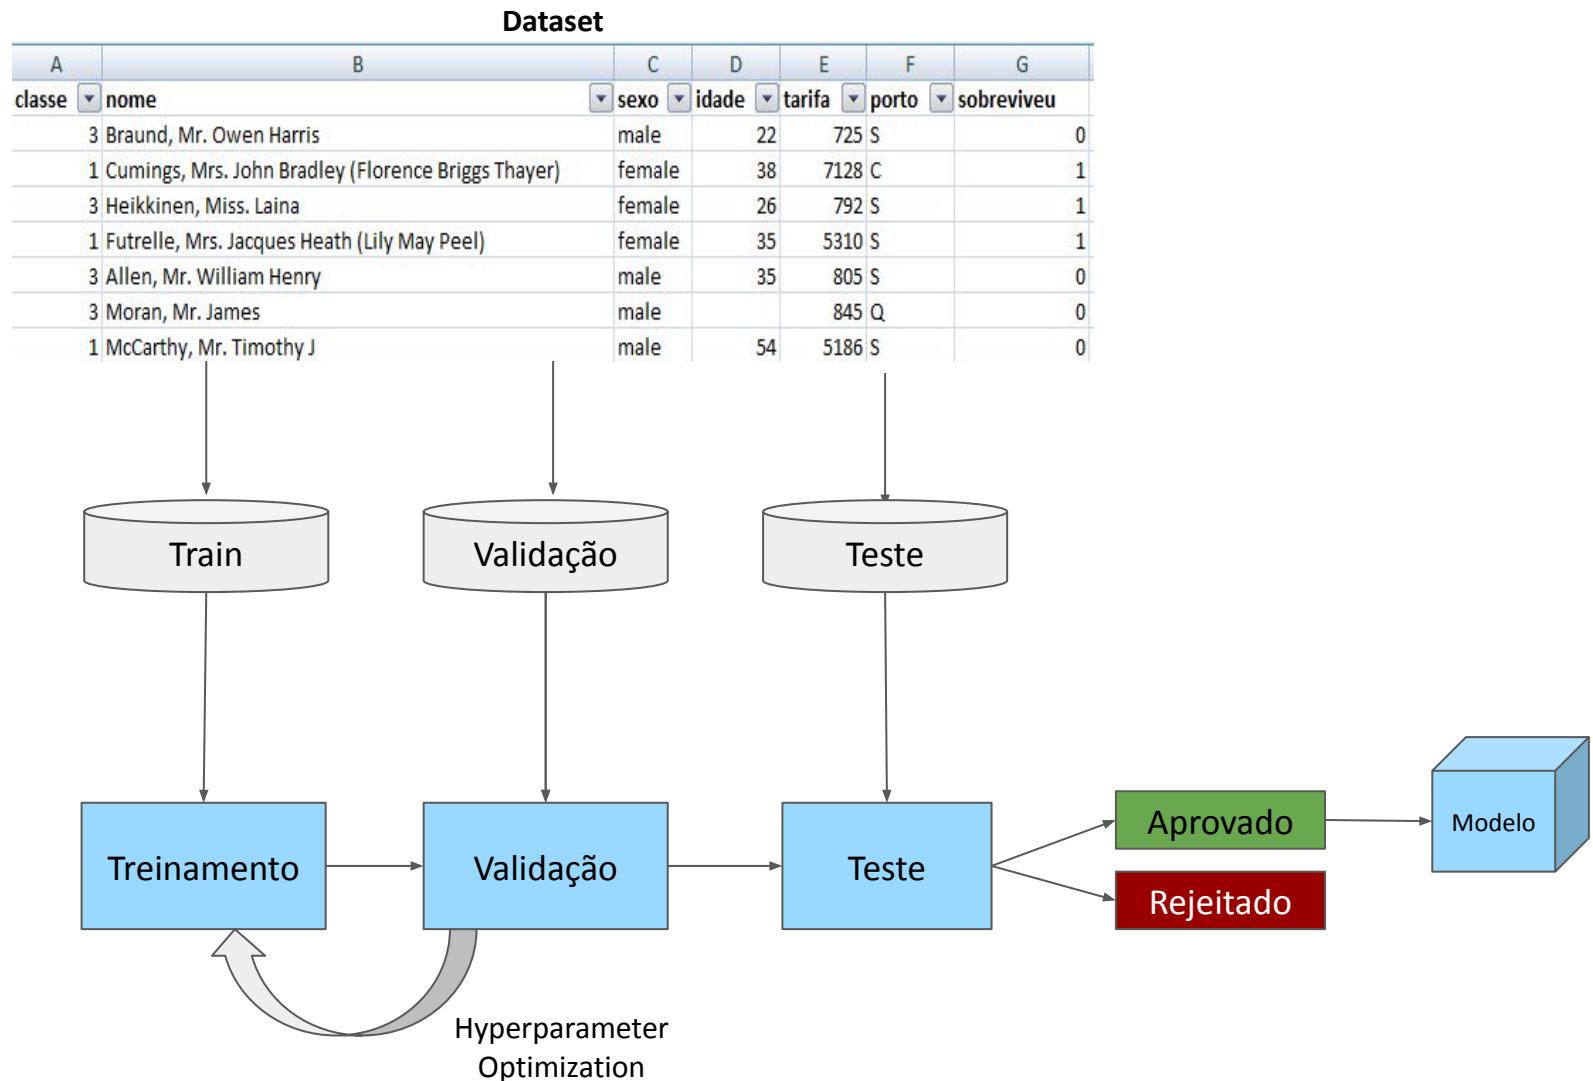 Dataset
A B C D E F G
classe nome sexo idade tarifa porto sobreviveu
3 Braund, Mr. Owen Harris male 22 725 S 0
1 Cumings, Mrs. John Bradley (Florence Briggs Thayer) female 38 7128 C 1
3 Heikkinen, Miss. Laina female 26 792 S 1
1 Futrelle, Mrs. Jacques Heath (Lily May Peel) female 35 5310 S 1
3 Allen, Mr. William Henry male 35 805 S 0
3 Moran, Mr. James male 845 Q 0
1 McCarthy, Mr. Timothy J male 54 5186 S 0
Train Validação Teste
Treinamento Validação Teste
Aprovado
Modelo
Rejeitado
Hyperparameter
Optimization